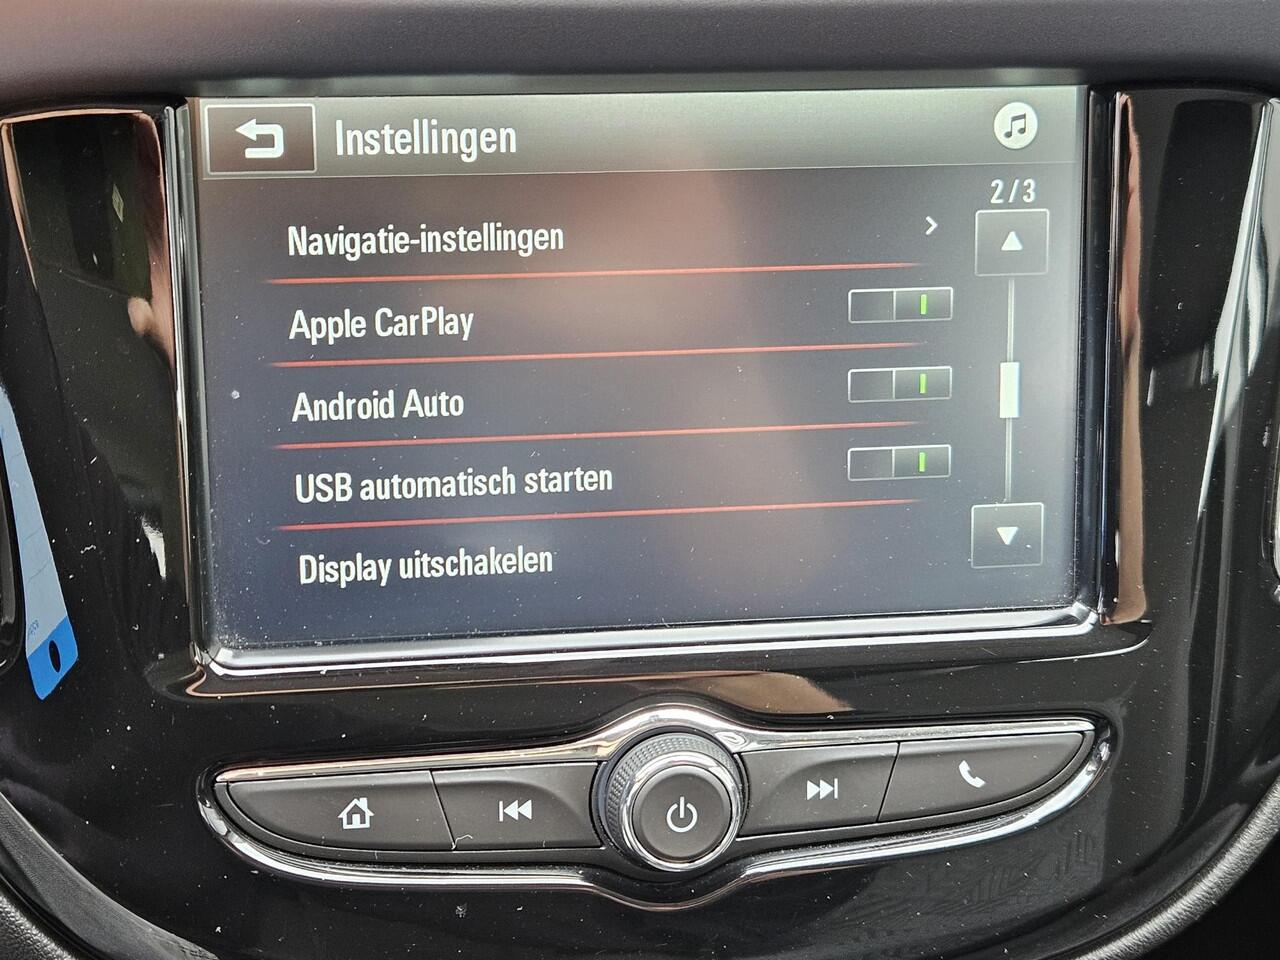 Instellingen
2/3
Navigatie-instellingen
Apple CarPlay
Android Auto
USB automatisch starten
Display uitschakelen